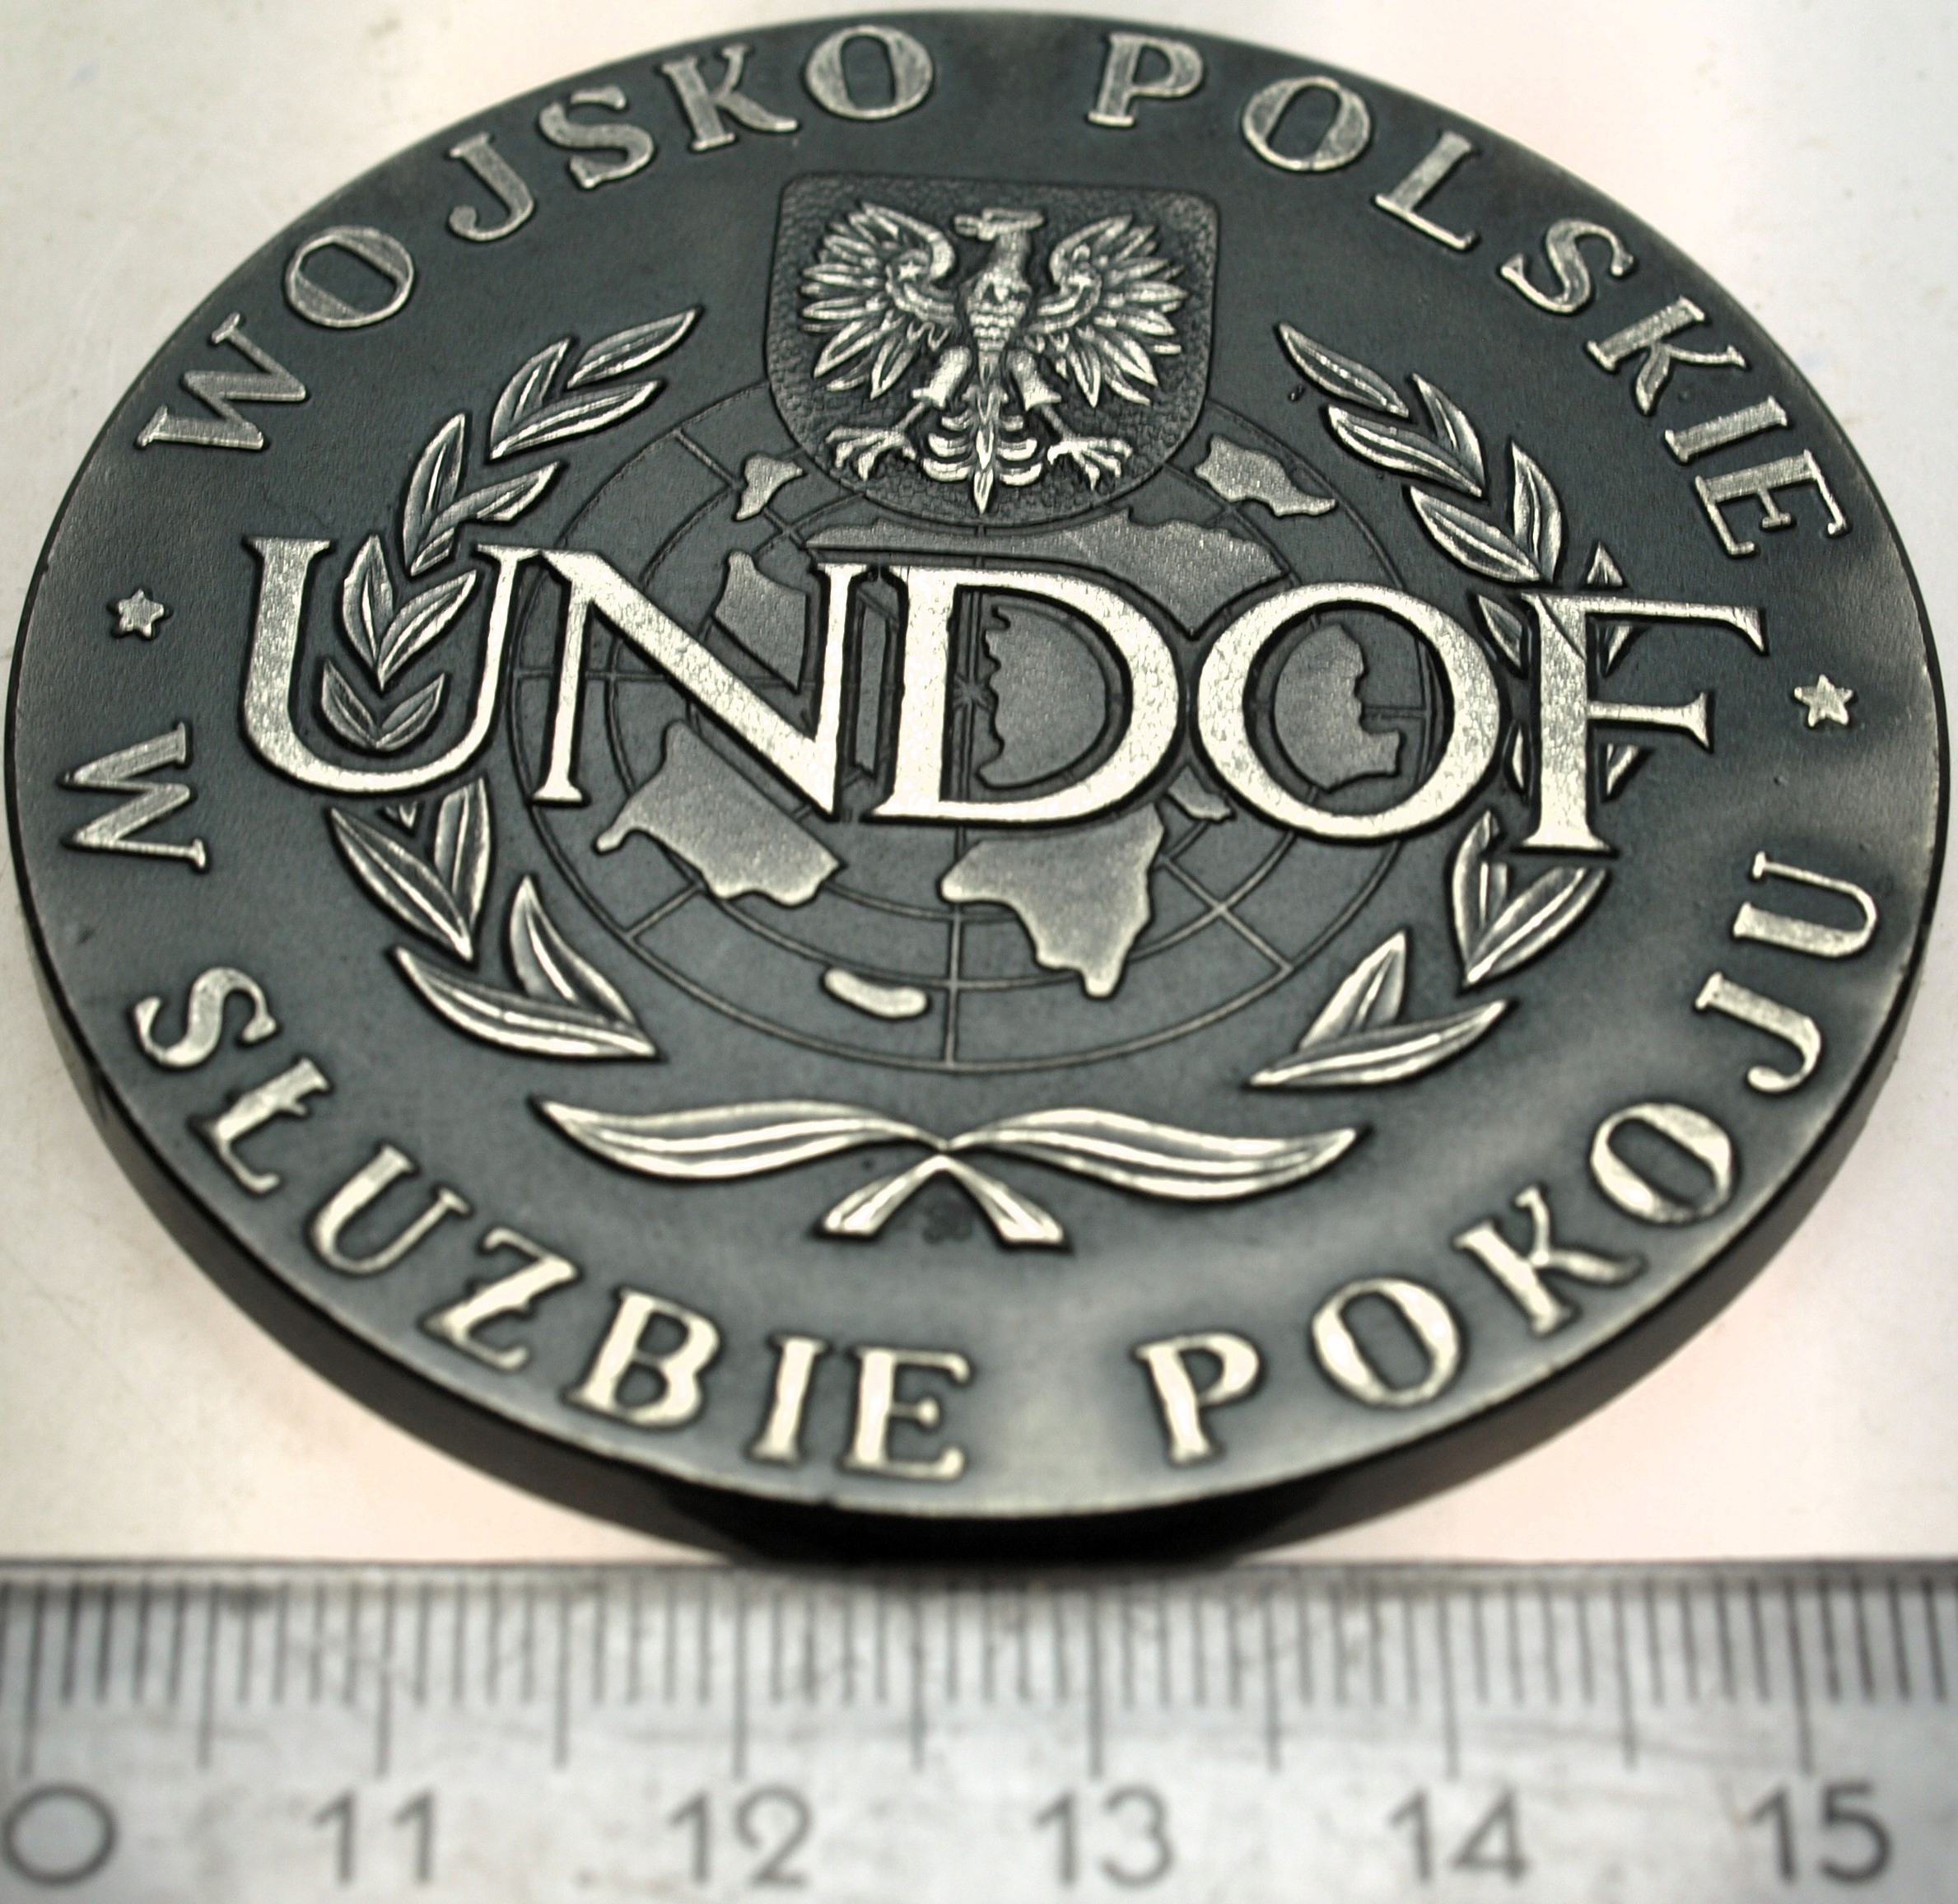 WOJSKO POLSKIE
UNDOF
W SŁUŻBIE POKOJU
0 11 12 13 14 15